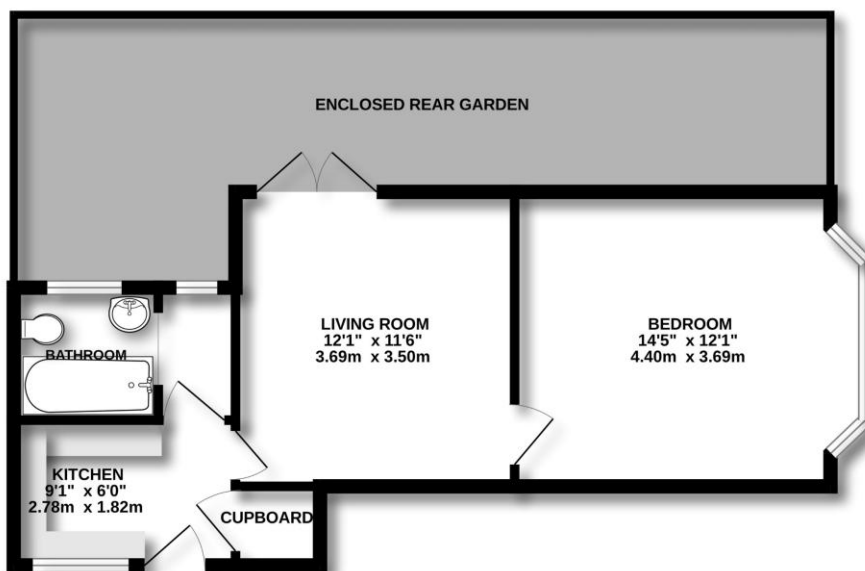 ENCLOSED REAR GARDEN
LIVING ROOM
12'1" x 11'6"
3.69m x 3.50m
BEDROOM
14'5" x 12'1"
4.40m x 3.69m
BATHROOM
KITCHEN
9'1" x 6'0"
2.78m x 1.82m
CUPBOARD